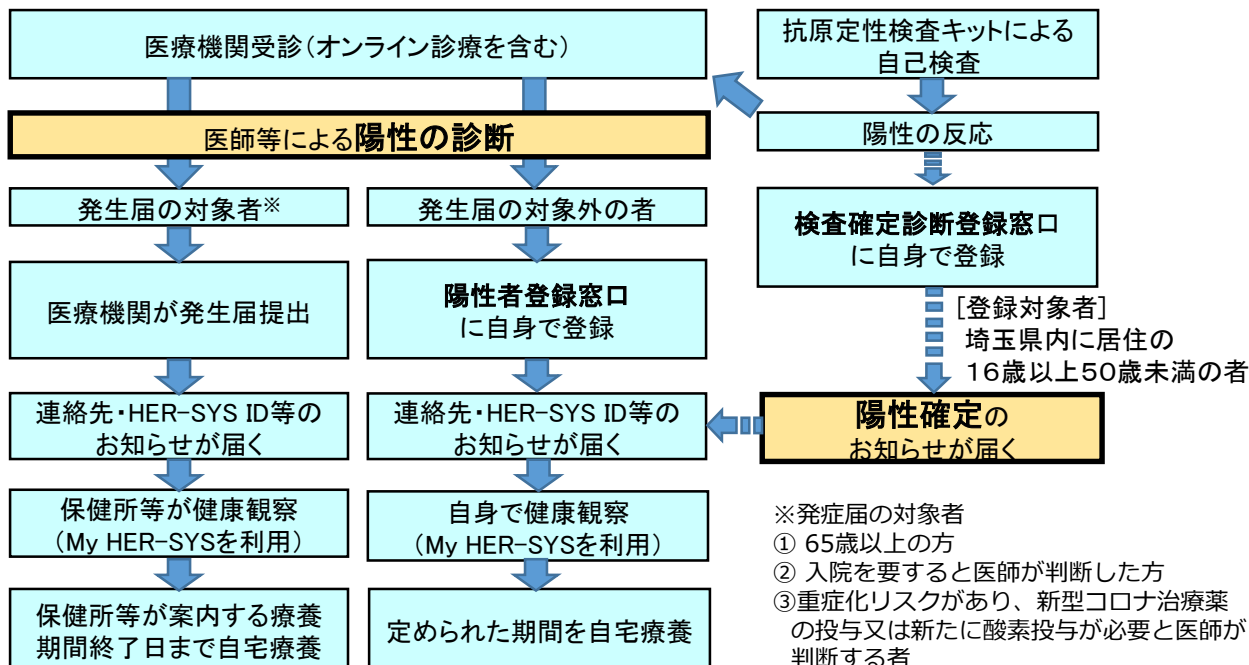 医療機関受診（オンライン診療を含む）
医師等による陽性の診断
発生届の対象者※
医療機関が発生届提出
連絡先・HER-SYS ID等の
お知らせが届く
保健所等が健康観察
（My HER-SYSを利用）
保健所等が案内する療養
期間終了日まで自宅療養
発生届の対象外の者
陽性者登録窓口
に自身で登録
連絡先・HER-SYS ID等の
お知らせが届く
自身で健康観察
（My HER-SYSを利用）
定められた期間を自宅療養
抗原定性検査キットによる
自己検査
陽性の反応
検査確定診断登録窓口
に自身で登録
[登録対象者]
埼玉県内に居住の
16歳以上50歳未満の者
陽性確定の
お知らせが届く
※発症届の対象者
① 65歳以上の方
② 入院を要すると医師が判断した方
③重症化リスクがあり、新型コロナ治療薬
の投与又は新たに酸素投与が必要と医師が
判断する者